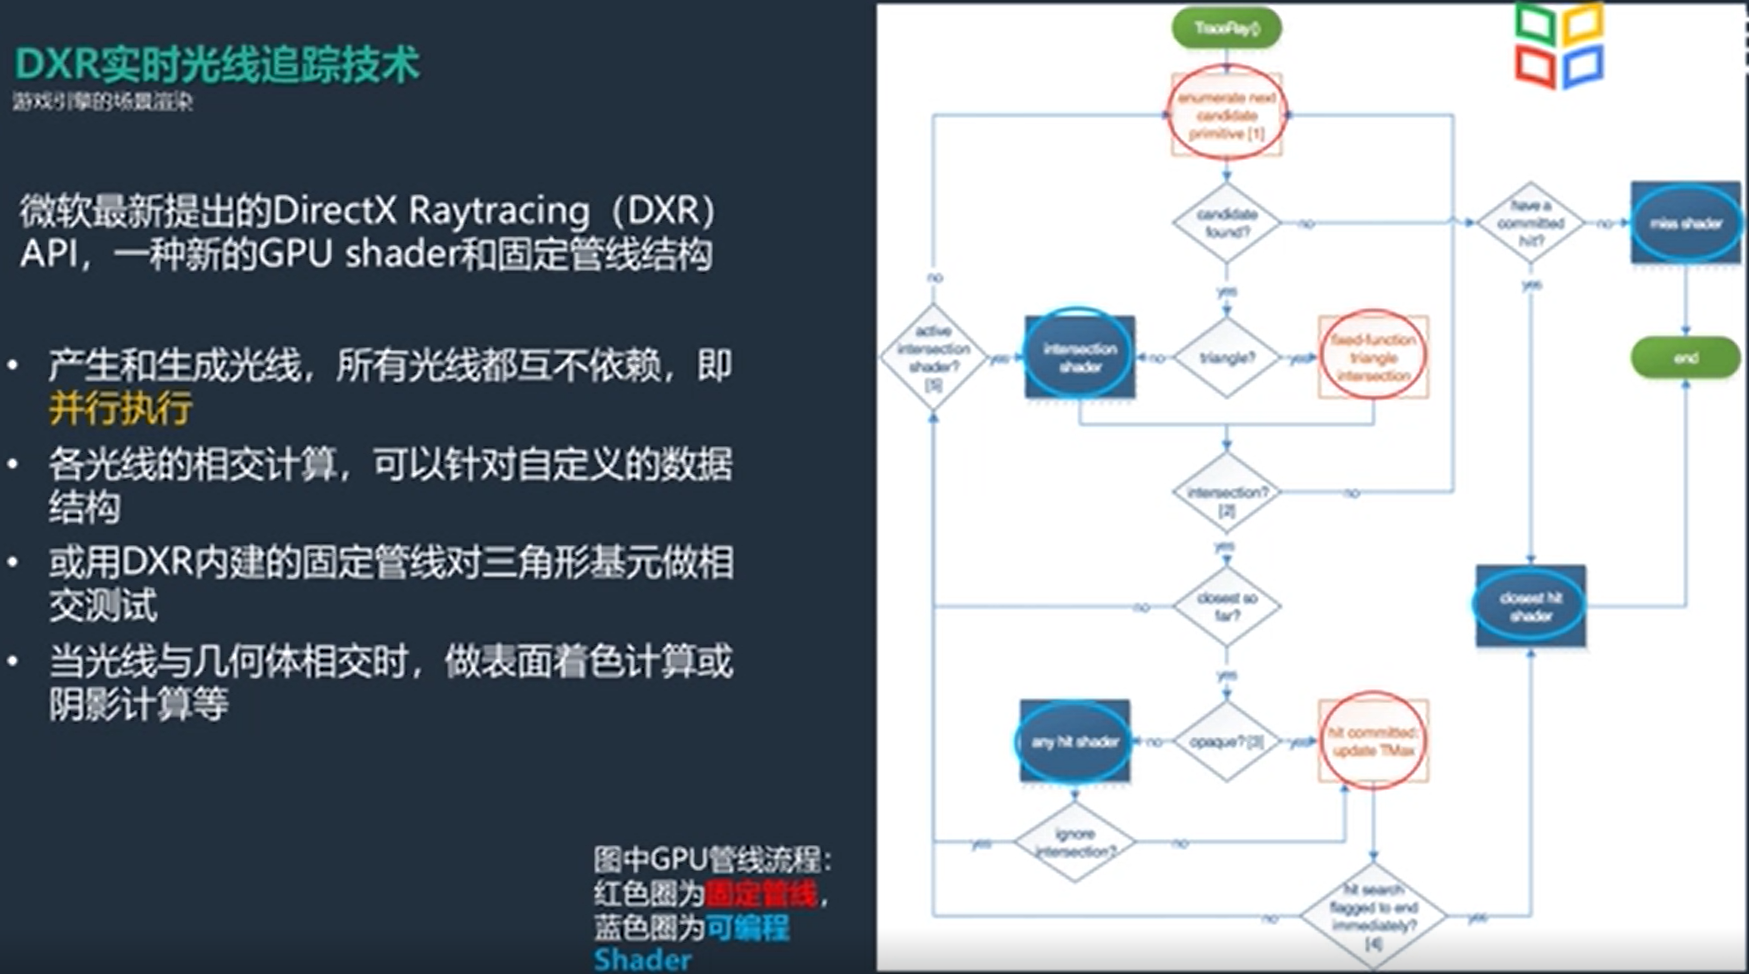 DXR实时光线追踪技术
游戏引擎的场景渲染
微软最新提出的DirectX Raytracing（DXR）
API，一种新的GPU shader和固定管线结构
• 产生和生成光线，所有光线都互不依赖，即
并行执行
• 各光线的相交计算，可以针对自定义的数据
结构
• 或用DXR内建的固定管线对三角形基元做相
交测试
• 当光线与几何体相交时，做表面着色计算或
阴影计算等
图中GPU管线流程：
红色圈为固定管线，
蓝色圈为可编程
Shader
TraceRay()
enumerate next
candidate
primitive [1]
candidate
found?
no
have a
committed
hit?
no
miss shader
yes
yes
no
active
intersection
shader?
[5]
yes
intersection
shader
no
triangle?
yes
fixed-function
triangle
intersection
end
intersection?
[2]
no
yes
closest so
far?
no
closest hit
shader
yes
any hit shader
no
opaque? [3]
yes
hit committed:
update TMax
ignore
intersection?
yes
no
hit search
flagged to end
immediately?
[4]
no
yes